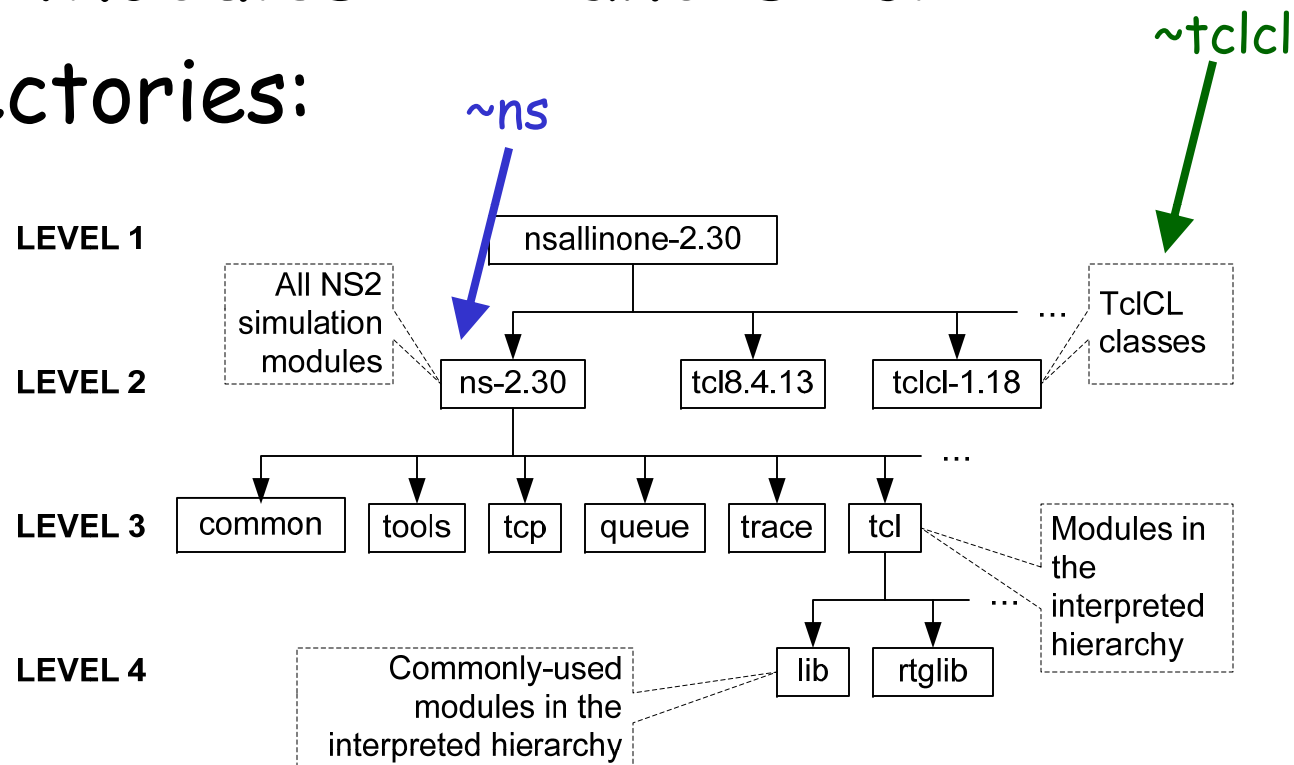 ~tclcl
ctories:
~ns
LEVEL 1
nsallinone-2.30
All NS2
simulation
modules
TclCL
classes
...
LEVEL 2
ns-2.30
tcl8.4.13
tclcl-1.18
...
LEVEL 3
common
tools
tcp
queue
trace
tcl
Modules in
the
interpreted
hierarchy
...
LEVEL 4
Commonly-used
modules in the
interpreted hierarchy
lib
rtglib